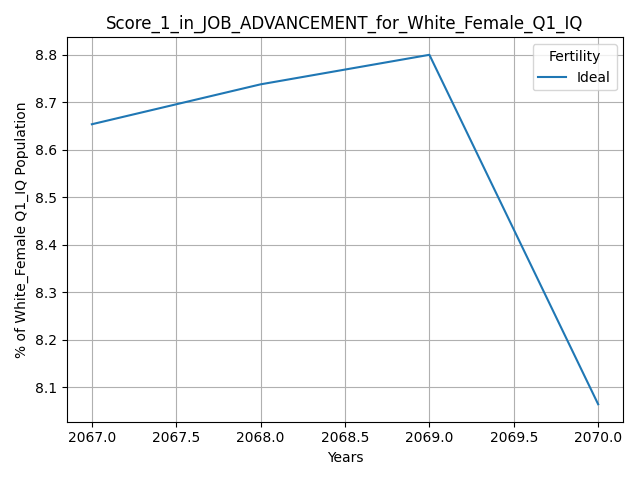 Score_1_in_JOB_ADVANCEMENT_for_White_Female_Q1_IQ
Fertility
Ideal
% of White_Female Q1_IQ Population
8.8
8.7
8.6
8.5
8.4
8.3
8.2
8.1
2067.0 2067.5 2068.0 2068.5 2069.0 2069.5 2070.0
Years